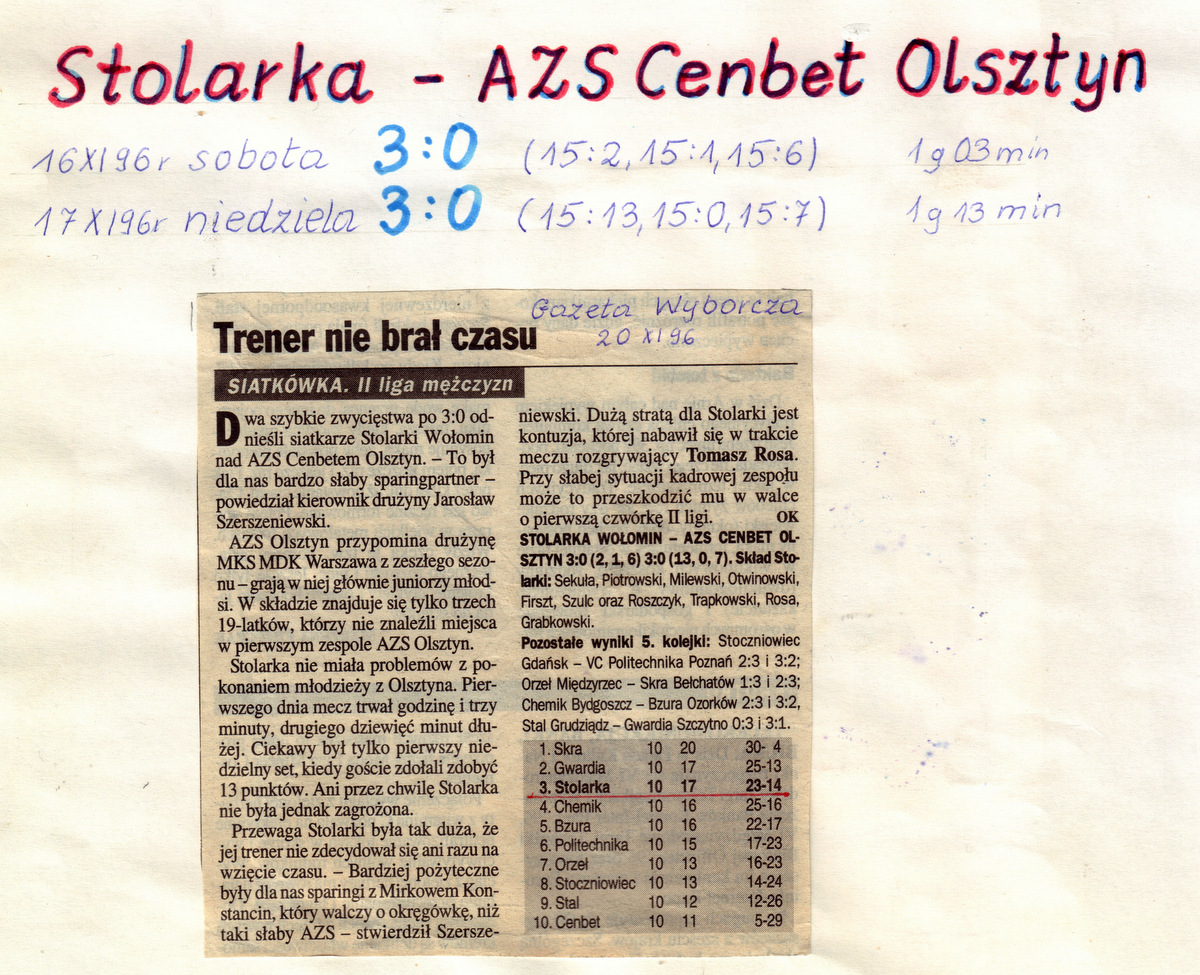 Stolarka - AZS Cenbet Olsztyn
16XI96r sobota 3:0 (15:2, 15:1, 15:6) 1g 03min
17XI96r niedziela 3:0 (15:13, 15:0, 15:7) 1g 13 min
Gazeta Wyborcza
20 XI 96
Trener nie brał czasu
SIATKÓWKA. II liga mężczyzn
Dwa szybkie zwycięstwa po 3:0 od-
nieśli siatkarze Stolarki Wołomin
nad AZS Cenbetem Olsztyn. – To był
dla nas bardzo słaby sparingpartner –
powiedział kierownik drużyny Jarosław
Szerszeniewski.
AZS Olsztyn przypomina drużynę
MKS MDK Warszawa z zeszłego sezo-
nu – grają w niej głównie juniorzy młod-
si. W składzie znajduje się tylko trzech
19-latków, którzy nie znaleźli miejsca
w pierwszym zespole AZS Olsztyn.
Stolarka nie miała problemów z po-
konaniem młodzieży z Olsztyna. Pier-
wszego dnia mecz trwał godzinę i trzy
minuty, drugiego dziewięć minut dłu-
żej. Ciekawy był tylko pierwszy nie-
dzielny set, kiedy goście zdołali zdobyć
13 punktów. Ani przez chwilę Stolarka
nie była jednak zagrożona.
Przewaga Stolarki była tak duża, że
jej trener nie zdecydował się ani razu na
wzięcie czasu. – Bardziej pożyteczne
były dla nas sparingi z Mirkowem Kon-
stancin, który walczy o okręgówkę, niż
taki słaby AZS – stwierdził Szersze-
niewski. Dużą stratą dla Stolarki jest
kontuzja, której nabawił się w trakcie
meczu rozgrywający Tomasz Rosa.
Przy słabej sytuacji kadrowej zespołu
może to przeszkodzić mu w walce
o pierwszą czwórkę II ligi. OK
STOLARKA WOŁOMIN – AZS CENBET OL-
SZTYN 3:0 (2, 1, 6) 3:0 (13, 0, 7). Skład Sto-
larki: Sekuła, Piotrowski, Milewski, Otwinowski,
Firszt, Szulc oraz Roszczyk, Trapkowski, Rosa,
Grabkowski.
Pozostałe wyniki 5. kolejki: Stoczniowiec
Gdańsk – VC Politechnika Poznań 2:3 i 3:2;
Orzeł Międzyrzec – Skra Bełchatów 1:3 i 2:3;
Chemik Bydgoszcz – Bzura Ozorków 2:3 i 3:2,
Stal Grudziądz – Gwardia Szczytno 0:3 i 3:1.
1. Skra 10 20 30- 4
2. Gwardia 10 17 25-13
3. Stolarka 10 17 23-14
4. Chemik 10 16 25-16
5. Bzura 10 16 22-17
6. Politechnika 10 15 17-23
7. Orzeł 10 13 16-23
8. Stoczniowiec 10 13 14-24
9. Stal 10 12 12-26
10. Cenbet 10 11 5-29